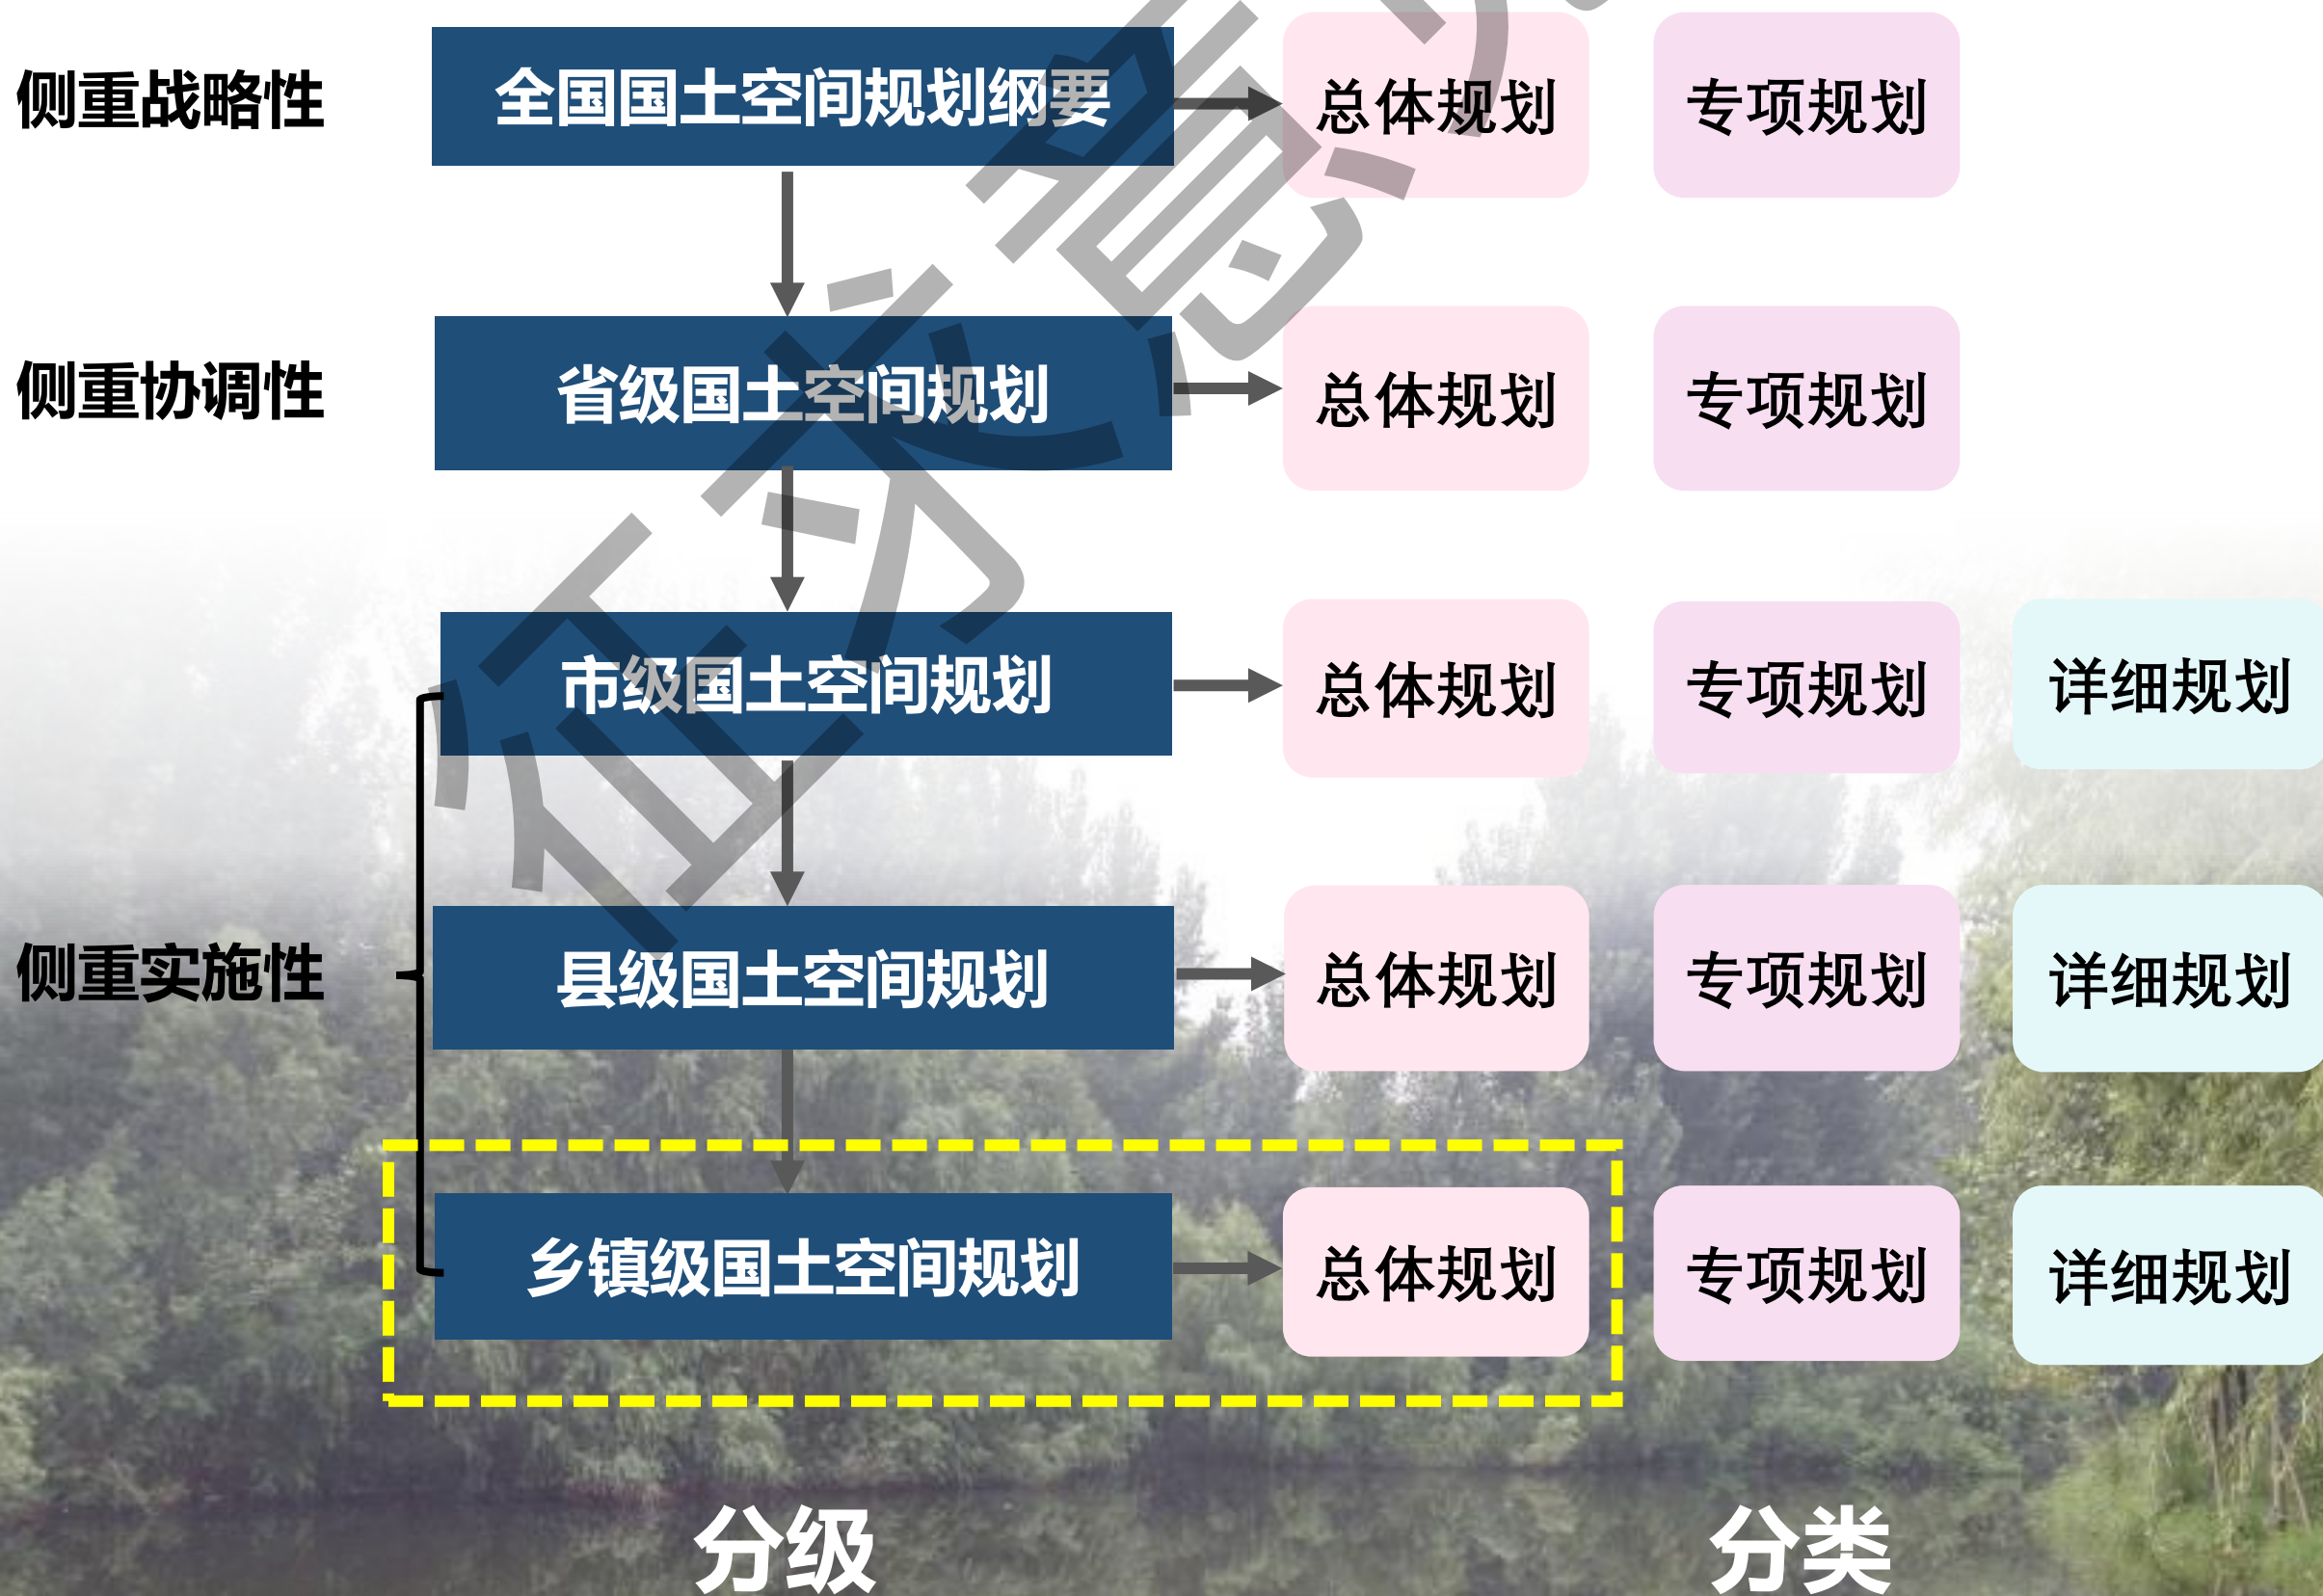 侧重战略性 全国国土空间规划纲要 总体规划 专项规划
侧重协调性 省级国土空间规划 总体规划 专项规划
市级国土空间规划 总体规划 专项规划 详细规划
侧重实施性 县级国土空间规划 总体规划 专项规划 详细规划
乡镇级国土空间规划 总体规划 专项规划 详细规划
分级 分类
征求意